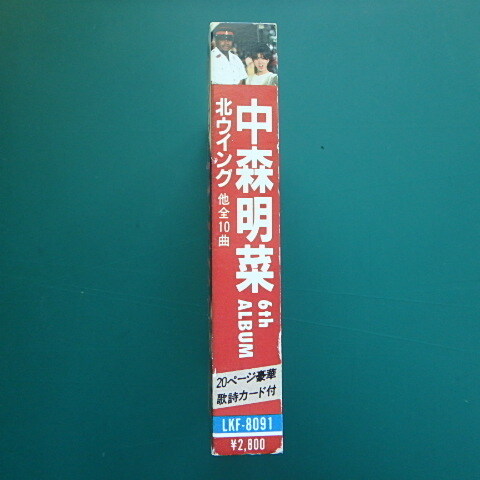 中森明菜 6th ALBUM
北ウイング 他全10曲
20ページ豪華
歌詩カード付
LKF-8091
¥2,800